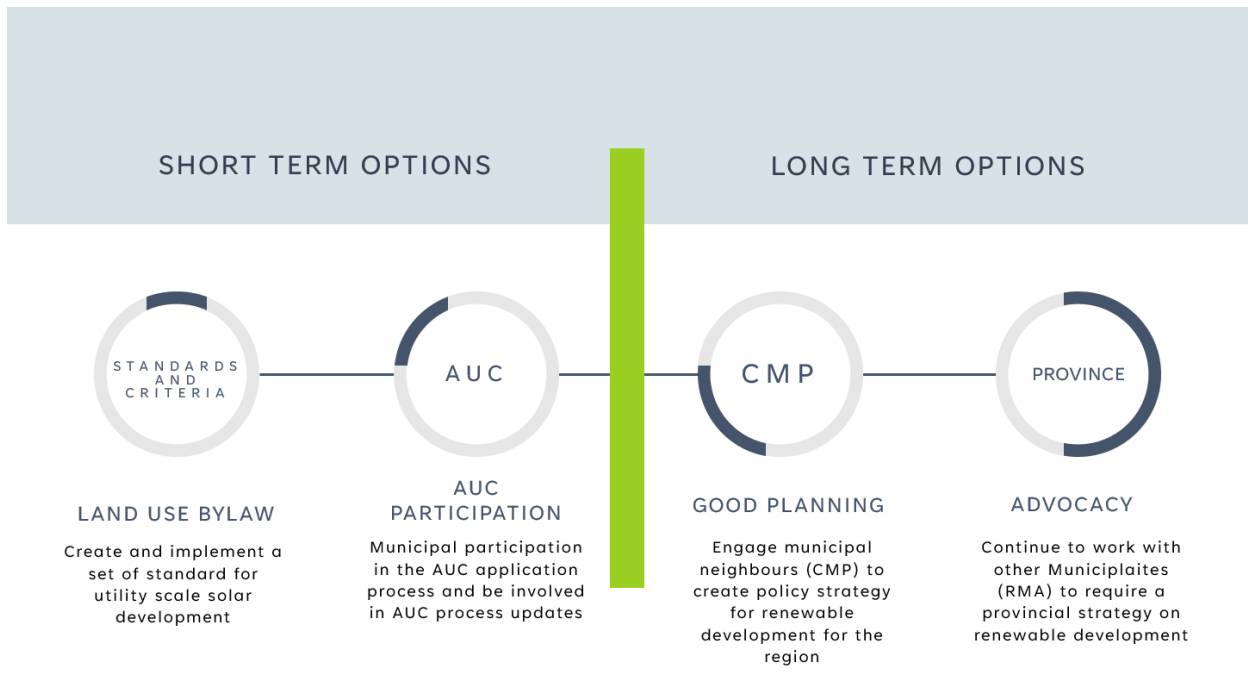 SHORT TERM OPTIONS
LONG TERM OPTIONS
STANDARDS
AND
CRITERIA
AUC
CMP
PROVINCE
LAND USE BYLAW
Create and implement a
set of standard for
utility scale solar
development
AUC
PARTICIPATION
Municipal participation
in the AUC application
process and be involved
in AUC process updates
GOOD PLANNING
Engage municipal
neighbours (CMP) to
create policy strategy
for renewable
development for the
region
ADVOCACY
Continue to work with
other Municiplaites
(RMA) to require a
provincial strategy on
renewable development